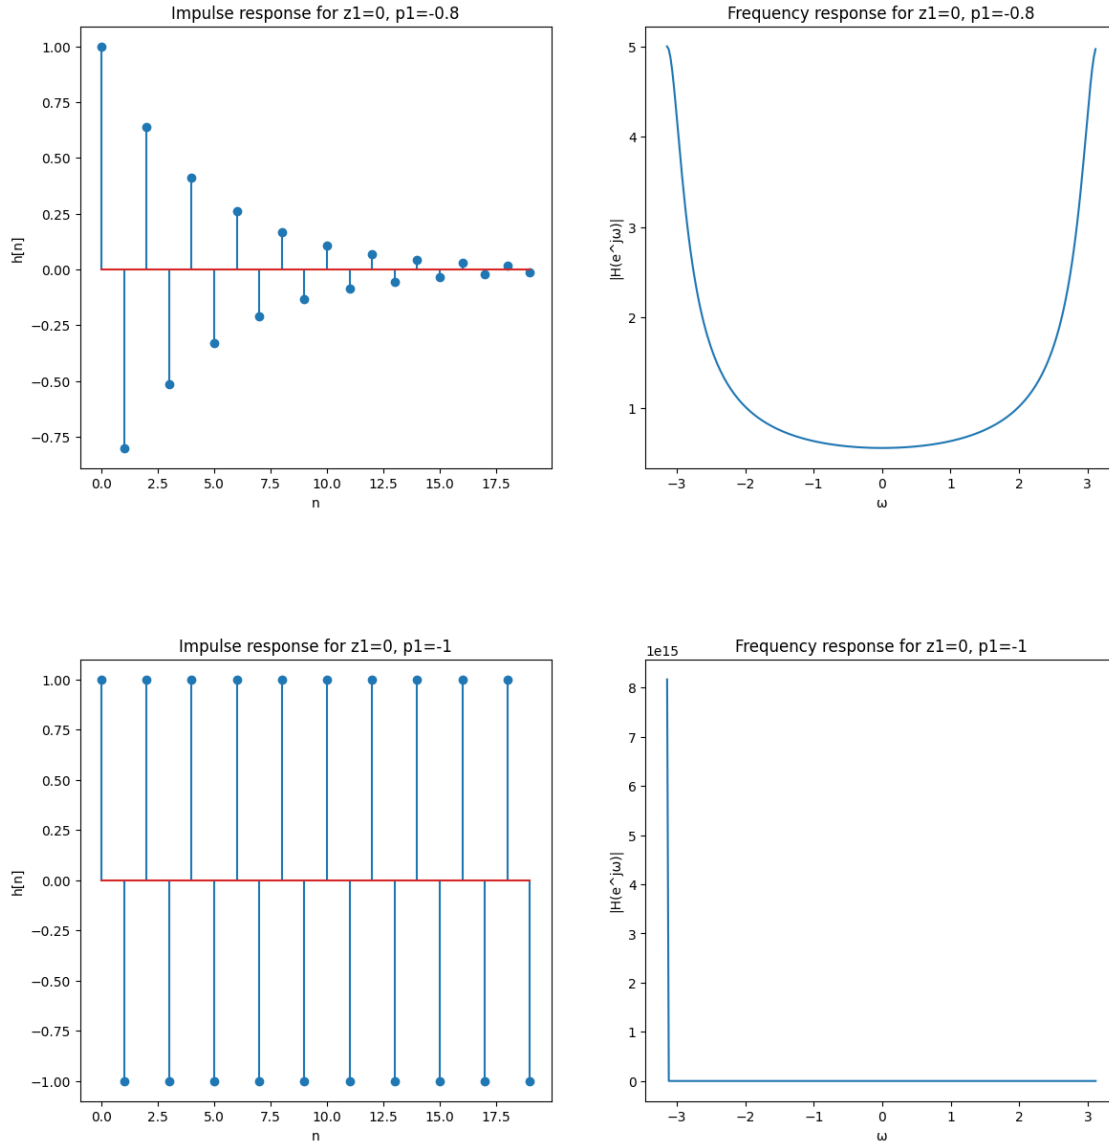 Impulse response for z1=0, p1=-0.8
1.00
0.75
0.50
0.25
0.00
−0.25
−0.50
−0.75
h[n]
0.0 2.5 5.0 7.5 10.0 12.5 15.0 17.5
n
Frequency response for z1=0, p1=-0.8
5
4
3
2
1
|H(e^jω)|
−3 −2 −1 0 1 2 3
ω
Impulse response for z1=0, p1=-1
1.00
0.75
0.50
0.25
0.00
−0.25
−0.50
−0.75
−1.00
h[n]
0.0 2.5 5.0 7.5 10.0 12.5 15.0 17.5
n
Frequency response for z1=0, p1=-1
1e15
8
7
6
5
4
3
2
1
0
|H(e^jω)|
−3 −2 −1 0 1 2 3
ω